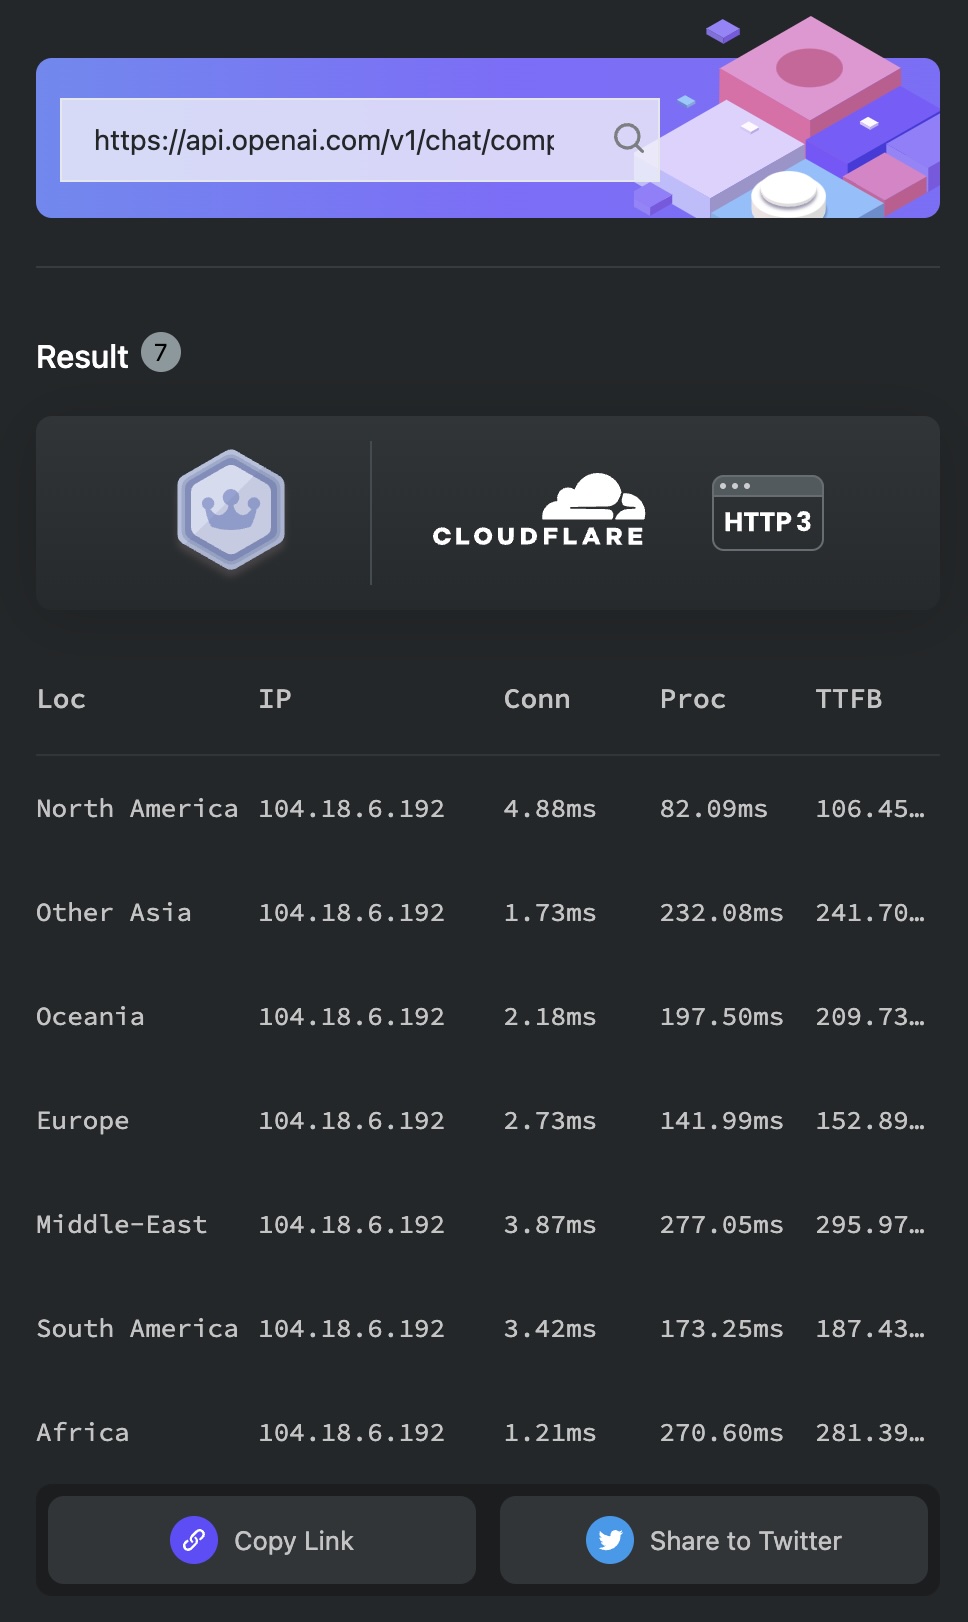 https://api.openai.com/v1/chat/comp
Result 7
CLOUDFLARE HTTP 3
Loc IP Conn Proc TTFB
North America 104.18.6.192 4.88ms 82.09ms 106.45…
Other Asia 104.18.6.192 1.73ms 232.08ms 241.70…
Oceania 104.18.6.192 2.18ms 197.50ms 209.73…
Europe 104.18.6.192 2.73ms 141.99ms 152.89…
Middle-East 104.18.6.192 3.87ms 277.05ms 295.97…
South America 104.18.6.192 3.42ms 173.25ms 187.43…
Africa 104.18.6.192 1.21ms 270.60ms 281.39…
Copy Link Share to Twitter